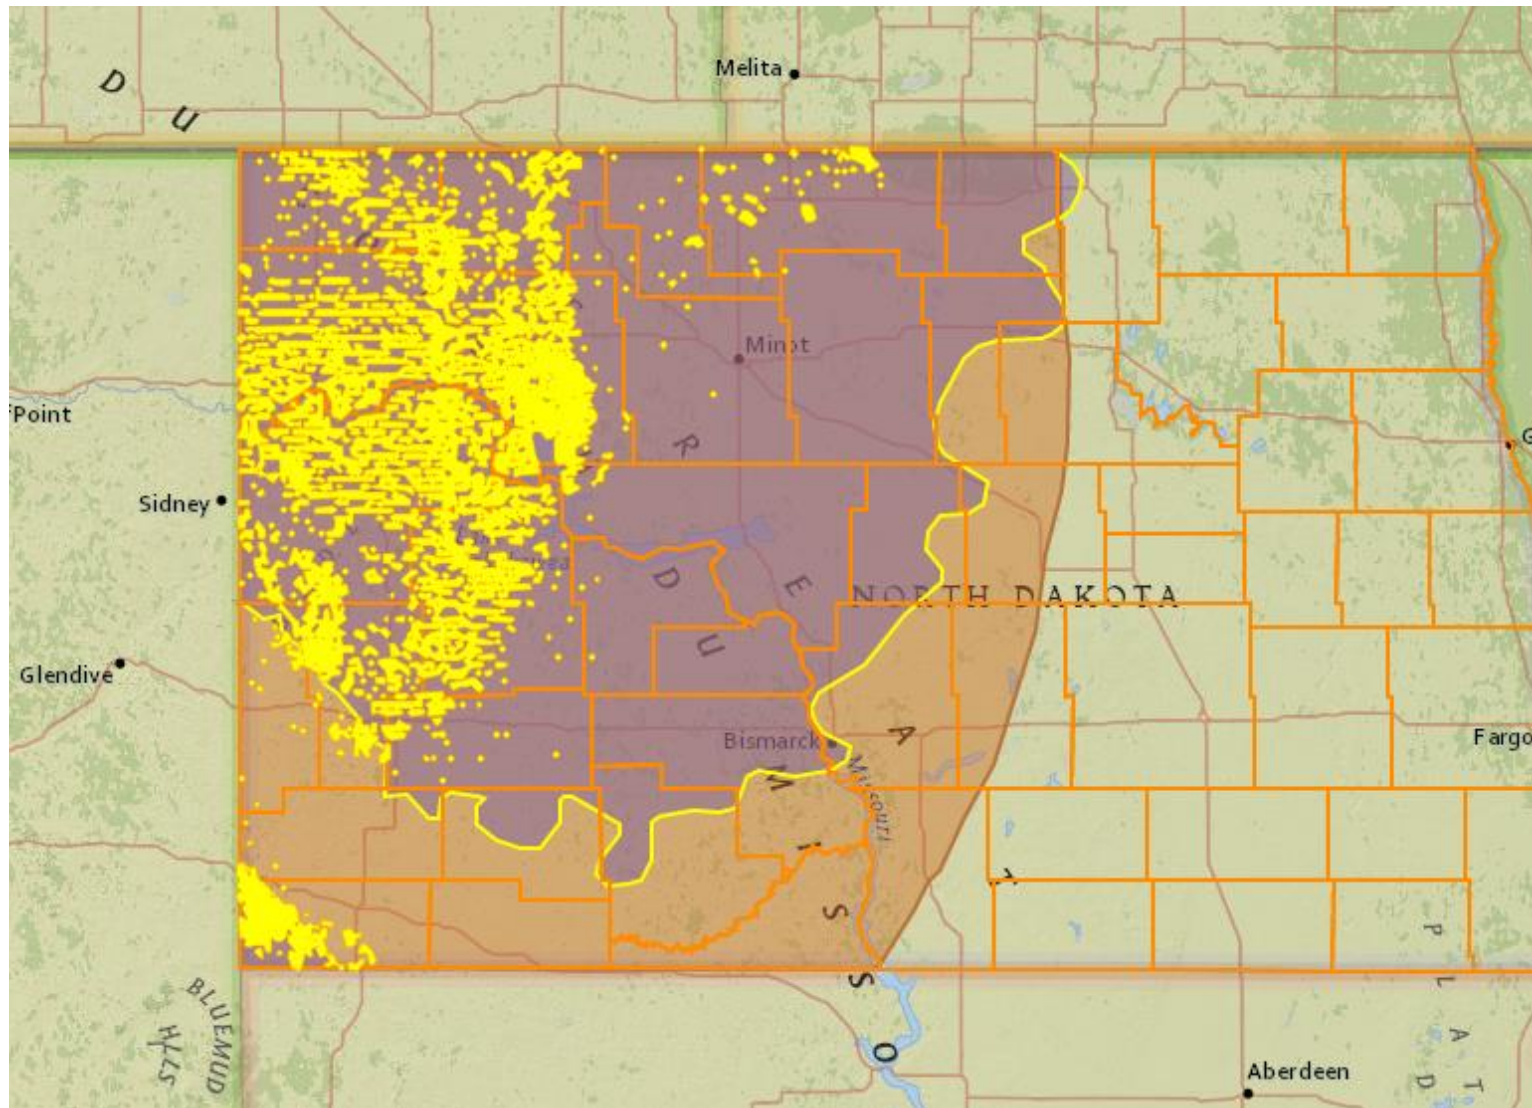 Melita
D U
Minot
Point
Sidney
R
D E
NORTH DAKOTA
U
Glendive
A
Bismarck
Fargo
M
Missouri
i
S
P
S
L
BLUEMUD
HILLS
A
O
Aberdeen
T
D